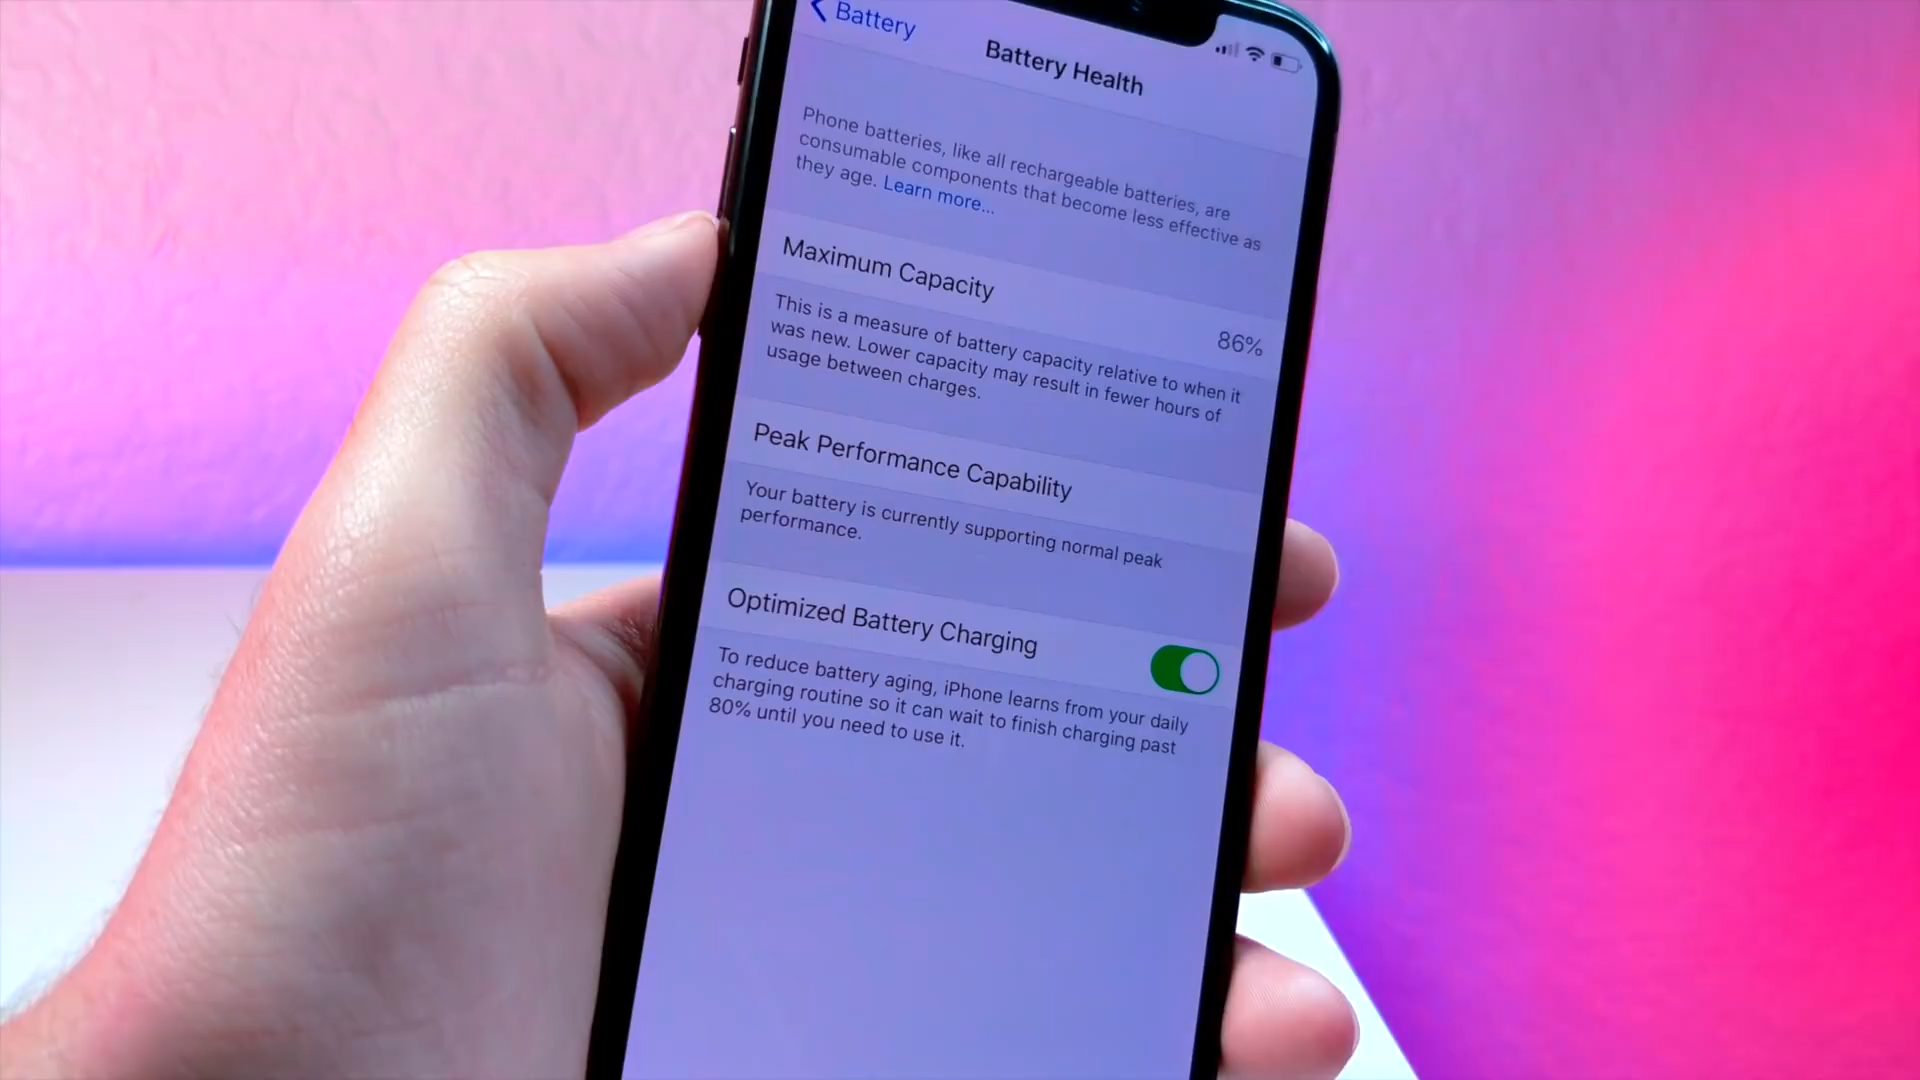 Battery
Battery Health
Phone batteries, like all rechargeable batteries, are
consumable components that become less effective as
they age. Learn more...
Maximum Capacity
86%
This is a measure of battery capacity relative to when it
was new. Lower capacity may result in fewer hours of
usage between charges.
Peak Performance Capability
Your battery is currently supporting normal peak
performance.
Optimized Battery Charging
To reduce battery aging, iPhone learns from your daily
charging routine so it can wait to finish charging past
80% until you need to use it.